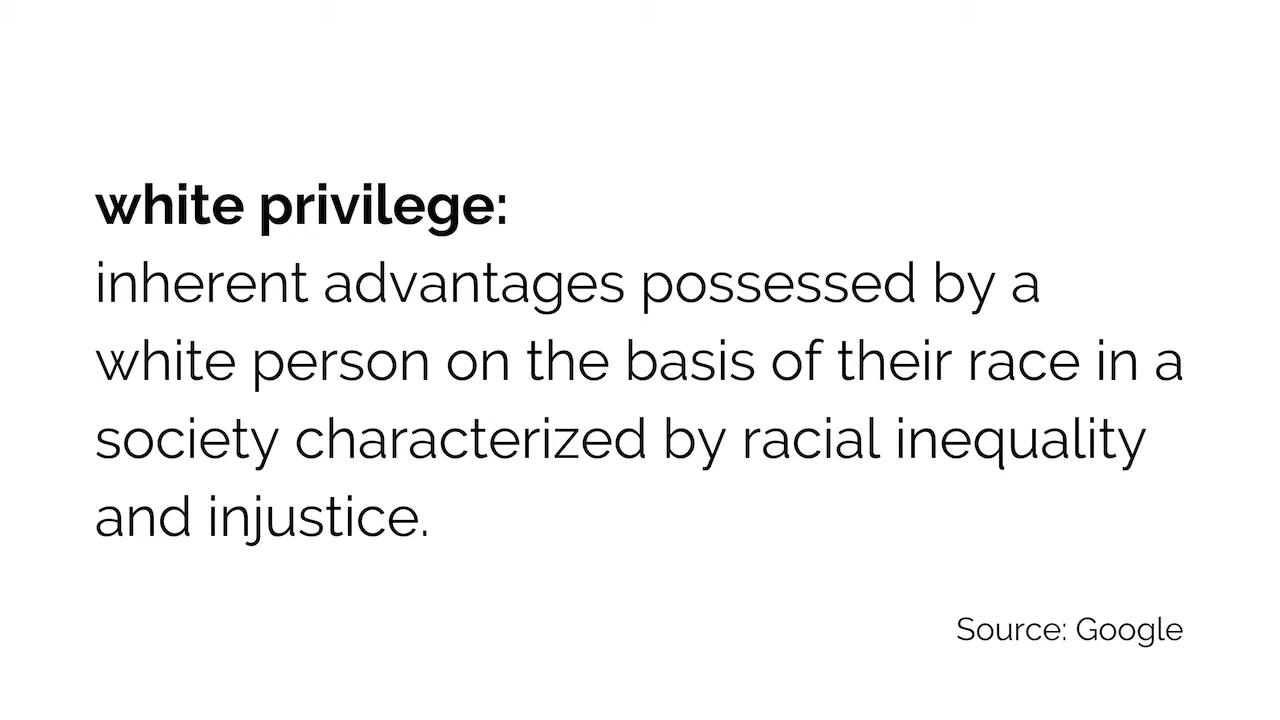 white privilege:
inherent advantages possessed by a
white person on the basis of their race in a
society characterized by racial inequality
and injustice.
Source: Google